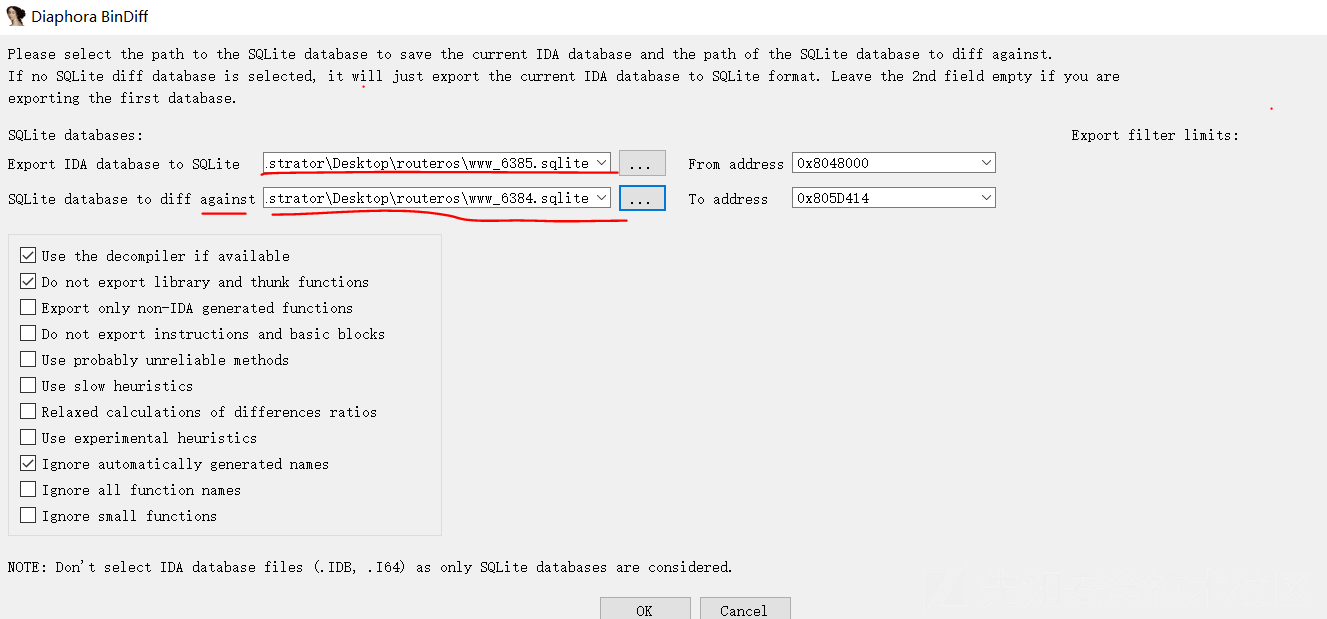 Diaphora BinDiff
Please select the path to the SQLite database to save the current IDA database and the path of the SQLite database to diff against.
If no SQLite diff database is selected, it will just export the current IDA database to SQLite format. Leave the 2nd field empty if you are
exporting the first database.
SQLite databases:
Export filter limits:
Export IDA database to SQLite .strator\Desktop\routeros\www_6385.sqlite ... From address 0x8048000
SQLite database to diff against .strator\Desktop\routeros\www_6384.sqlite ... To address 0x805D414
Use the decompiler if available
Do not export library and thunk functions
Export only non-IDA generated functions
Do not export instructions and basic blocks
Use probably unreliable methods
Use slow heuristics
Relaxed calculations of differences ratios
Use experimental heuristics
Ignore automatically generated names
Ignore all function names
Ignore small functions
NOTE: Don't select IDA database files (.IDB, .I64) as only SQLite databases are considered.
OK Cancel